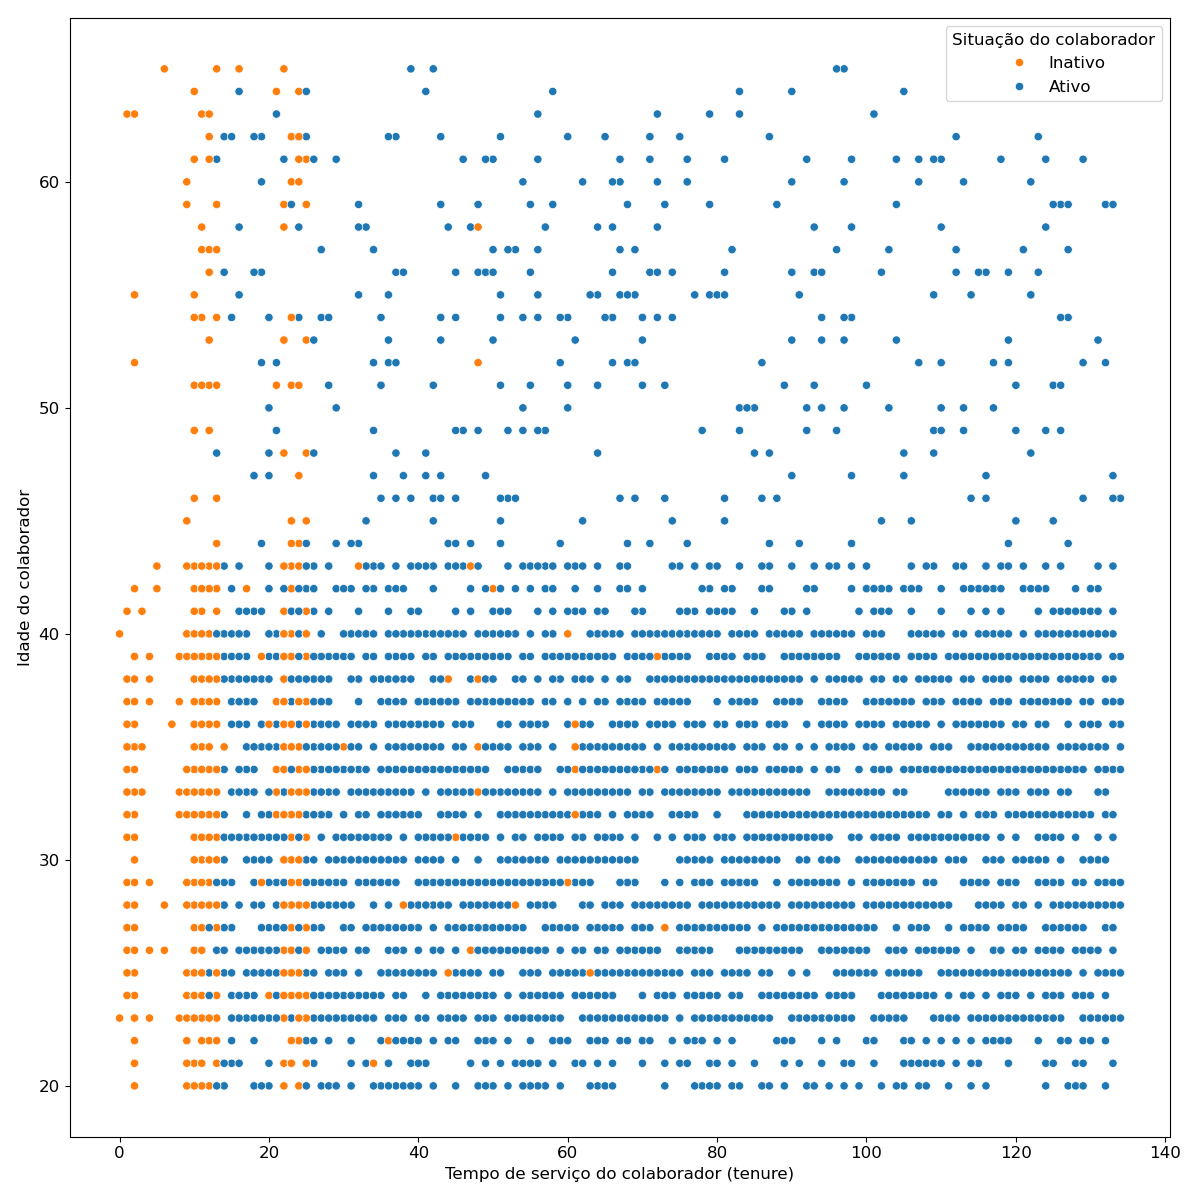 Situação do colaborador
Inativo
Ativo
60
50
40
30
20
Idade do colaborador
0 20 40 60 80 100 120 140
Tempo de serviço do colaborador (tenure)